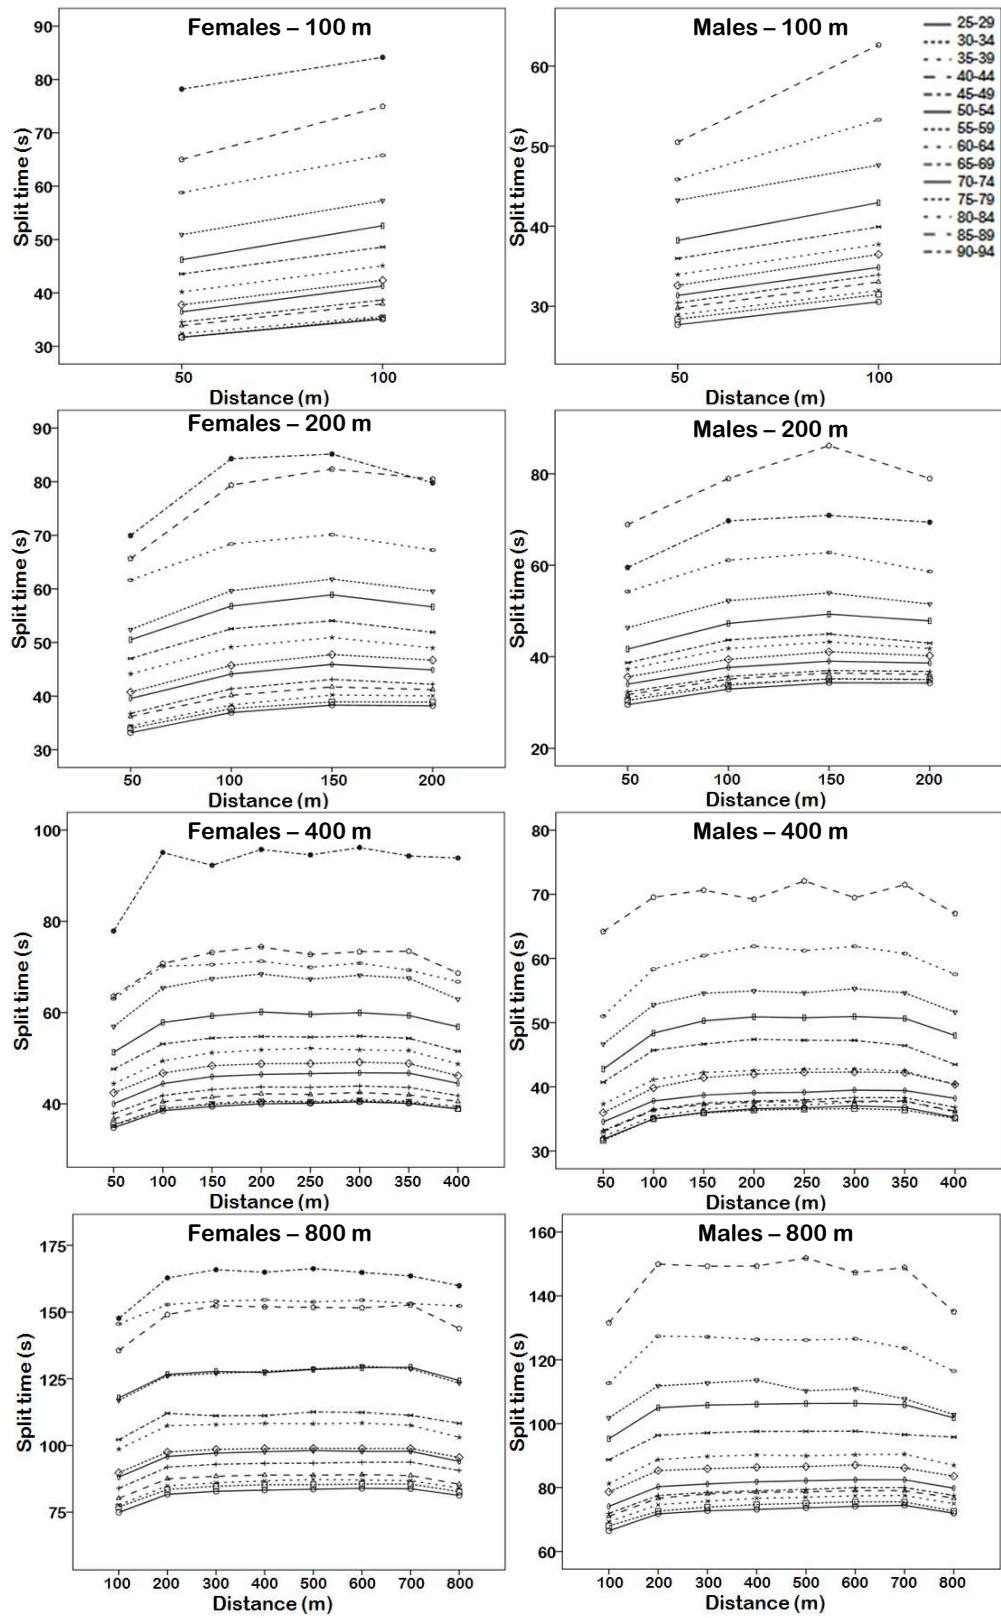 Females – 100 m
90
80
70
60
50
40
30
Split time (s)
50 100
Distance (m)
Males – 100 m
60
50
40
30
Split time (s)
50 100
Distance (m)
25-29
30-34
35-39
40-44
45-49
50-54
55-59
60-64
65-69
70-74
75-79
80-84
85-89
90-94
Females – 200 m
90
80
70
60
50
40
30
Split time (s)
50 100 150 200
Distance (m)
Males – 200 m
80
60
40
20
Split time (s)
50 100 150 200
Distance (m)
Females – 400 m
100
80
60
40
Split time (s)
50 100 150 200 250 300 350 400
Distance (m)
Males – 400 m
80
70
60
50
40
30
Split time (s)
50 100 150 200 250 300 350 400
Distance (m)
Females – 800 m
175
150
125
100
75
Split time (s)
100 200 300 400 500 600 700 800
Distance (m)
Males – 800 m
160
140
120
100
80
60
Split time (s)
100 200 300 400 500 600 700 800
Distance (m)